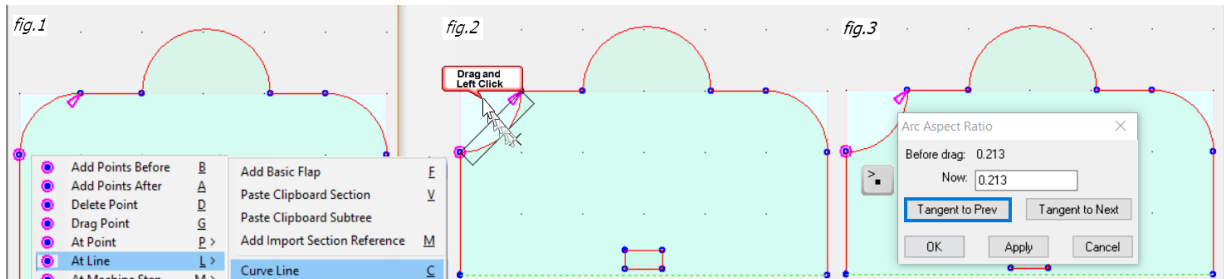 fig.1
Add Points Before B
Add Points After A
Delete Point D
Drag Point G
At Point P >
At Line L >
At Machine Step M >
Add Basic Flap F
Paste Clipboard Section V
Paste Clipboard Subtree
Add Import Section Reference M
Curve Line C
fig.2
Drag and
Left Click
fig.3
Arc Aspect Ratio
Before drag: 0.213
Now: 0.213
Tangent to Prev Tangent to Next
OK Apply Cancel